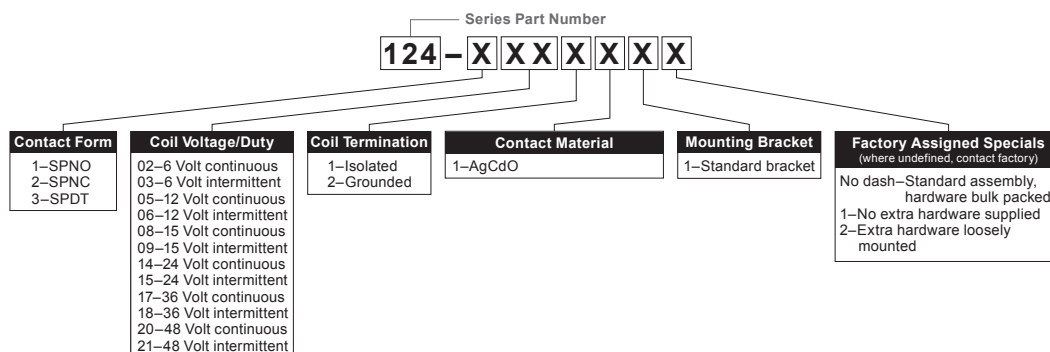 Series Part Number
124 – X XX X X X X
Contact Form
1–SPNO
2–SPNC
3–SPDT
Coil Voltage/Duty
02–6 Volt continuous
03–6 Volt intermittent
05–12 Volt continuous
06–12 Volt intermittent
08–15 Volt continuous
09–15 Volt intermittent
14–24 Volt continuous
15–24 Volt intermittent
17–36 Volt continuous
18–36 Volt intermittent
20–48 Volt continuous
21–48 Volt intermittent
Coil Termination
1–Isolated
2–Grounded
Contact Material
1–AgCdO
Mounting Bracket
1–Standard bracket
Factory Assigned Specials
(where undefined, contact factory)
No dash–Standard assembly,
hardware bulk packed
1–No extra hardware supplied
2–Extra hardware loosely
mounted